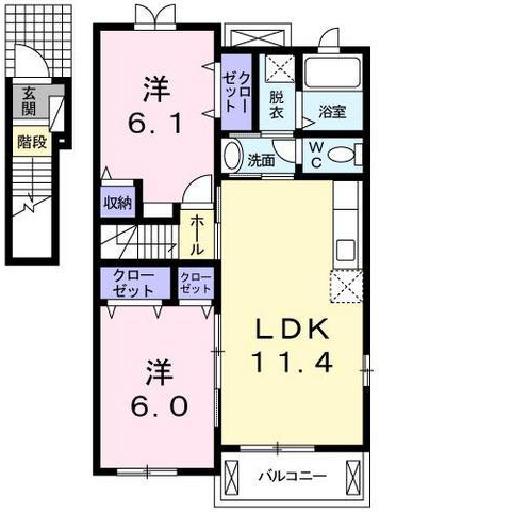 洋
6.1
クロー
ゼット
脱
衣
浴室
玄
関
階段
洗面
W
C
収納
ホ
ー
ル
クロー
ゼット
クロー
ゼット
LDK
11.4
洋
6.0
バルコニー